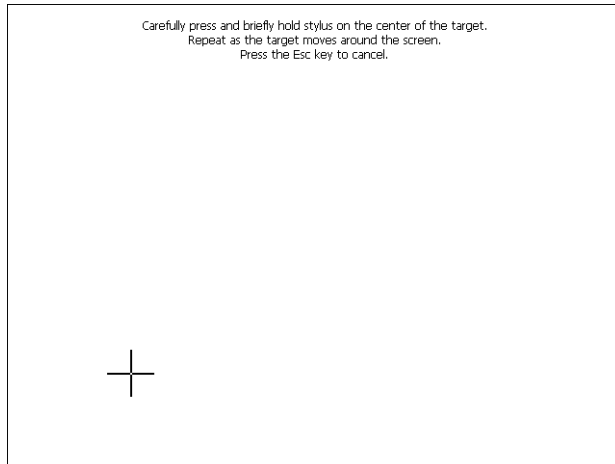 Carefully press and briefly hold stylus on the center of the target.
Repeat as the target moves around the screen.
Press the Esc key to cancel.